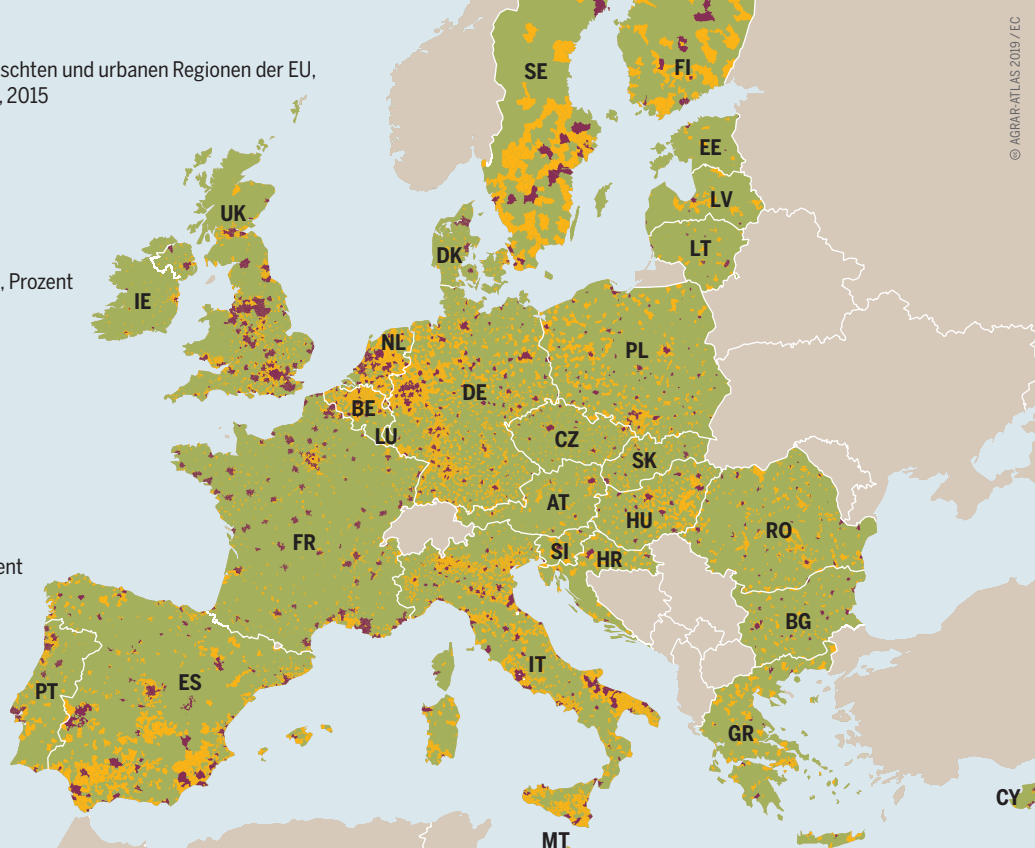 schten und urbanen Regionen der EU,
, 2015
, Prozent
ent
© AGRAR-ATLAS 2019 / EC
SE
FI
EE
LV
LT
UK
IE
DK
NL
BE
LU
DE
PL
CZ
SK
AT
HU
RO
FR
SI
HR
BG
IT
PT
ES
GR
CY
MT